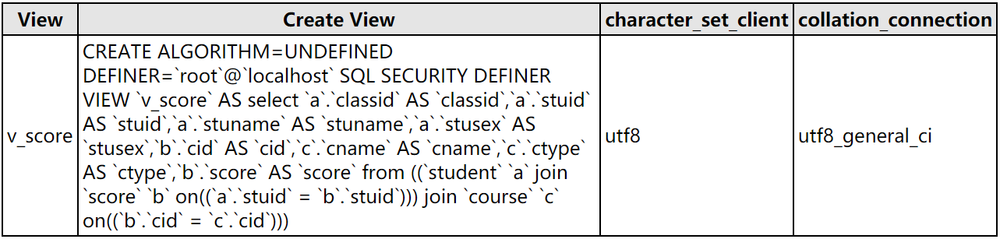 View Create View character_set_client collation_connection
CREATE ALGORITHM=UNDEFINED
DEFINER=`root`@`localhost` SQL SECURITY DEFINER
VIEW `v_score` AS select `a`.`classid` AS `classid`,`a`.`stuid`
AS `stuid`,`a`.`stuname` AS `stuname`,`a`.`stusex` AS
v_score `stusex`,`b`.`cid` AS `cid`,`c`.`cname` AS `cname`,`c`.`ctype` utf8 utf8_general_ci
AS `ctype`,`b`.`score` AS `score` from ((`student` `a` join
`score` `b` on((`a`.`stuid` = `b`.`stuid`))) join `course` `c`
on((`b`.`cid` = `c`.`cid`)))